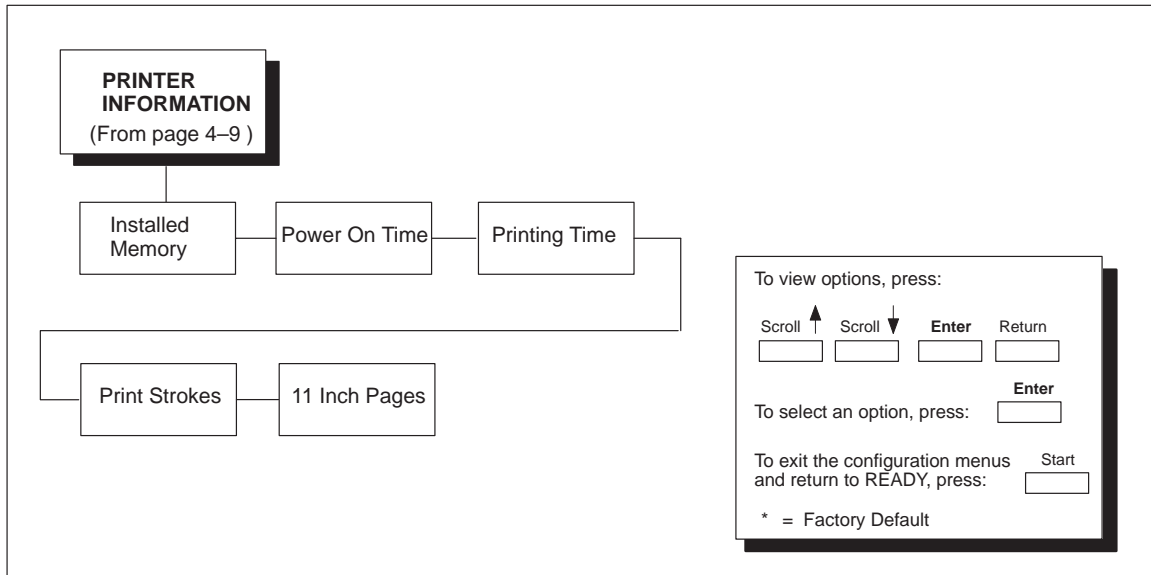 PRINTER
INFORMATION
(From page 4–9 )
Installed
Memory
Power On Time
Printing Time
Print Strokes
11 Inch Pages
To view options, press:
Scroll Scroll Enter Return
Enter
To select an option, press:
To exit the configuration menus
and return to READY, press:
Start
* = Factory Default